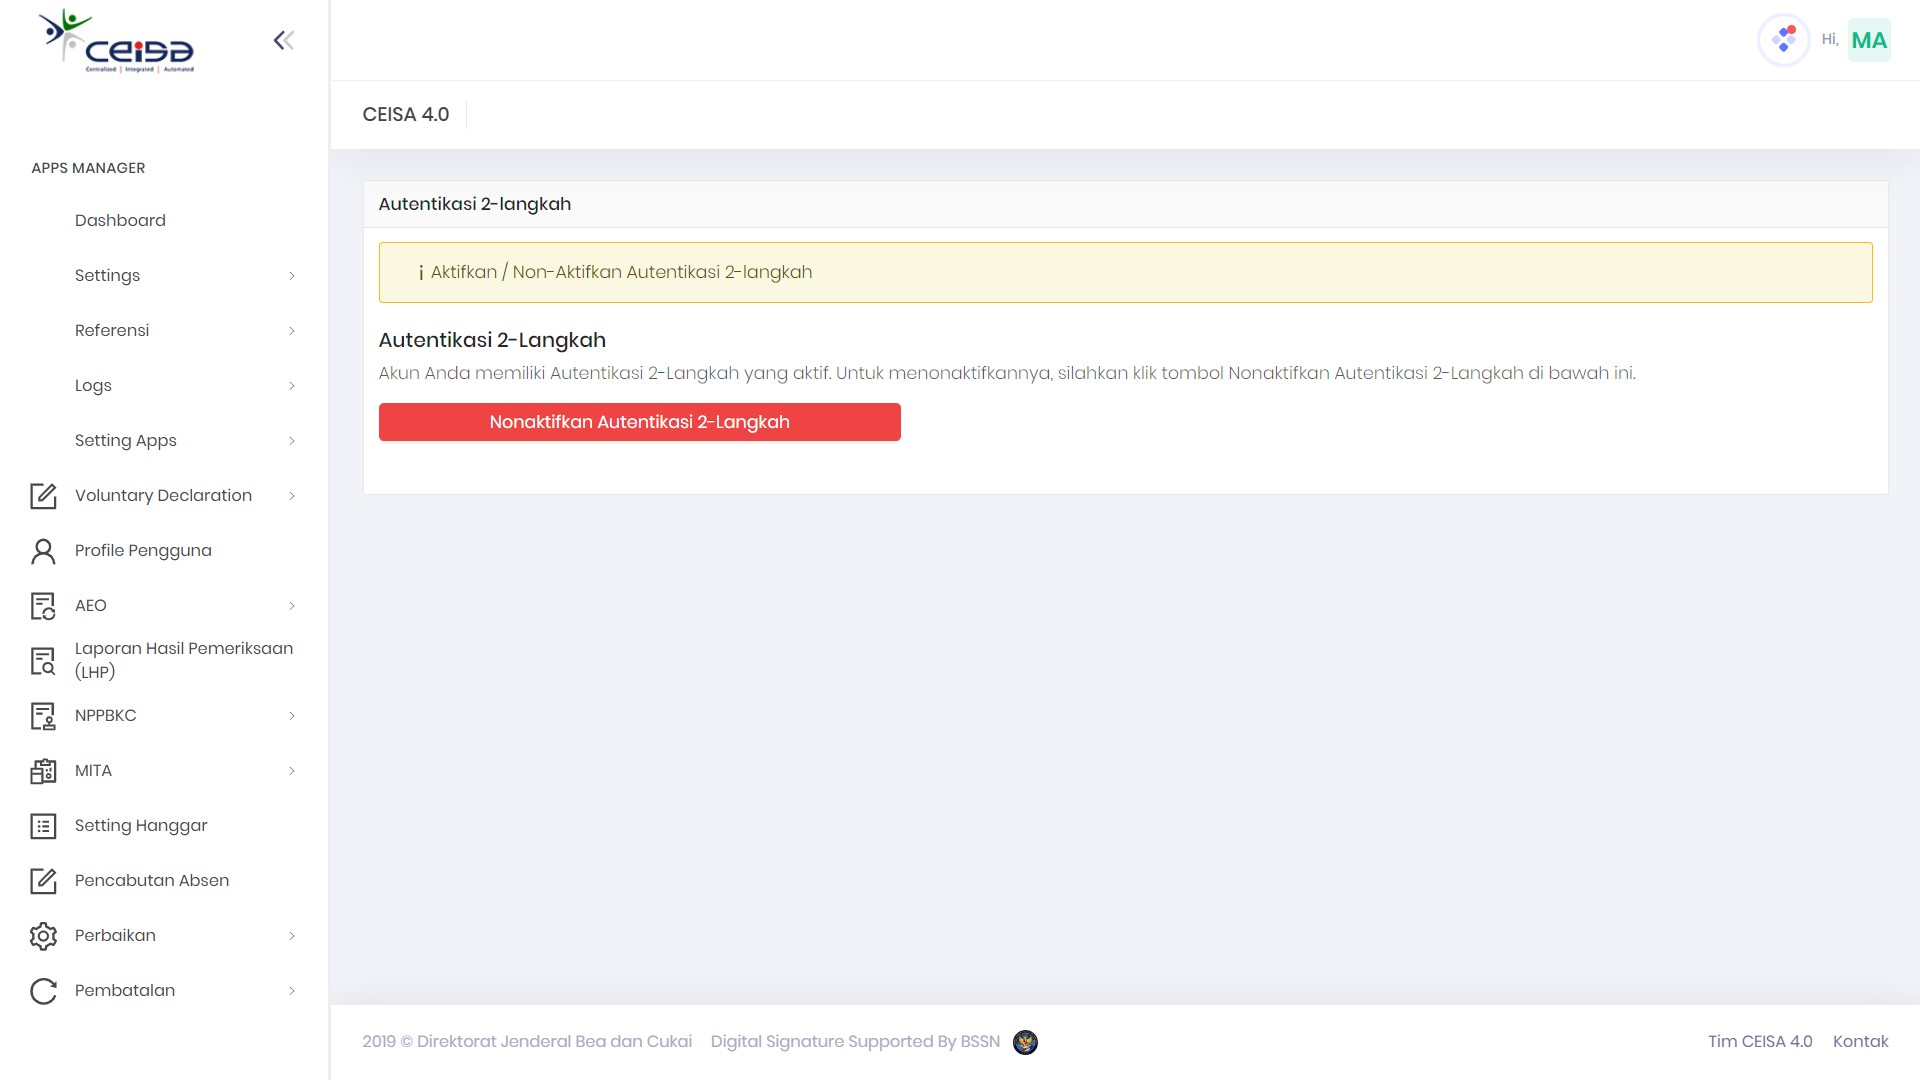 ceisa
Centralized | Integrated | Automated
Hi, MA
CEISA 4.0
APPS MANAGER
Dashboard
Settings
Referensi
Logs
Setting Apps
Voluntary Declaration
Profile Pengguna
AEO
Laporan Hasil Pemeriksaan
(LHP)
NPPBKC
MITA
Setting Hanggar
Pencabutan Absen
Perbaikan
Pembatalan
Autentikasi 2-langkah
Aktifkan / Non-Aktifkan Autentikasi 2-langkah
Autentikasi 2-Langkah
Akun Anda memiliki Autentikasi 2-Langkah yang aktif. Untuk menonaktifkannya, silahkan klik tombol Nonaktifkan Autentikasi 2-Langkah di bawah ini.
Nonaktifkan Autentikasi 2-Langkah
2019 © Direktorat Jenderal Bea dan Cukai Digital Signature Supported By BSSN
Tim CEISA 4.0 Kontak